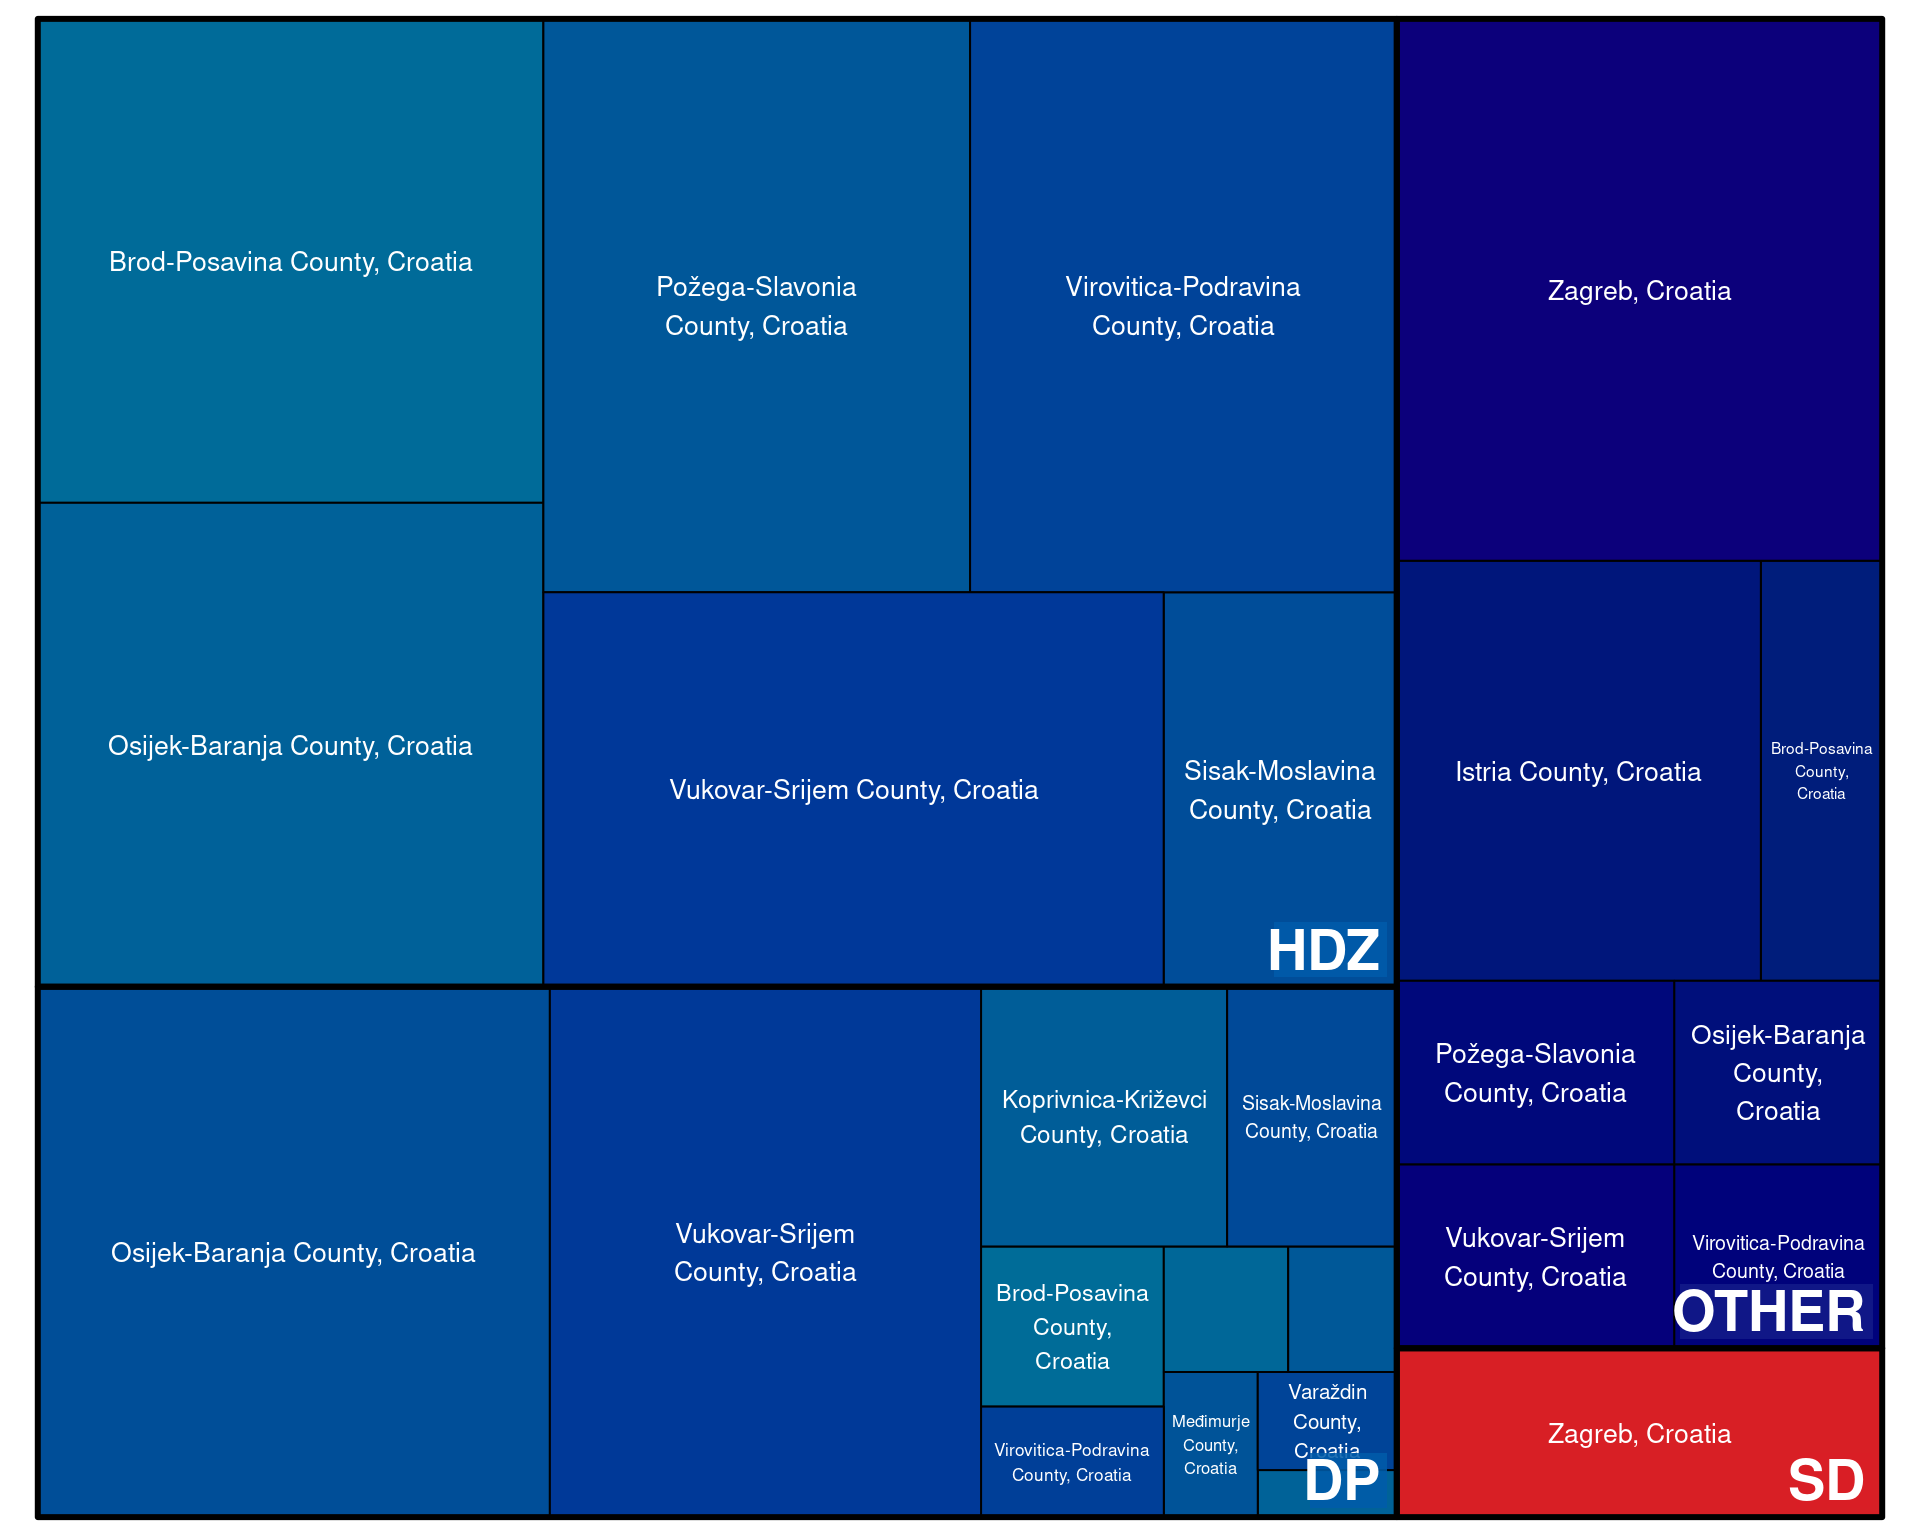 Brod-Posavina County, Croatia
Požega-Slavonia
County, Croatia
Virovitica-Podravina
County, Croatia
Osijek-Baranja County, Croatia
Vukovar-Srijem County, Croatia
Sisak-Moslavina
County, Croatia
HDZ
Zagreb, Croatia
Istria County, Croatia
Brod-Posavina
County,
Croatia
Požega-Slavonia
County, Croatia
Osijek-Baranja
County,
Croatia
Vukovar-Srijem
County, Croatia
Virovitica-Podravina
County, Croatia
OTHER
Osijek-Baranja County, Croatia
Vukovar-Srijem
County, Croatia
Koprivnica-Križevci
County, Croatia
Sisak-Moslavina
County, Croatia
Brod-Posavina
County,
Croatia
Virovitica-Podravina
County, Croatia
Međimurje
County,
Croatia
Varaždin
County,
Croatia
DP
Zagreb, Croatia
SD